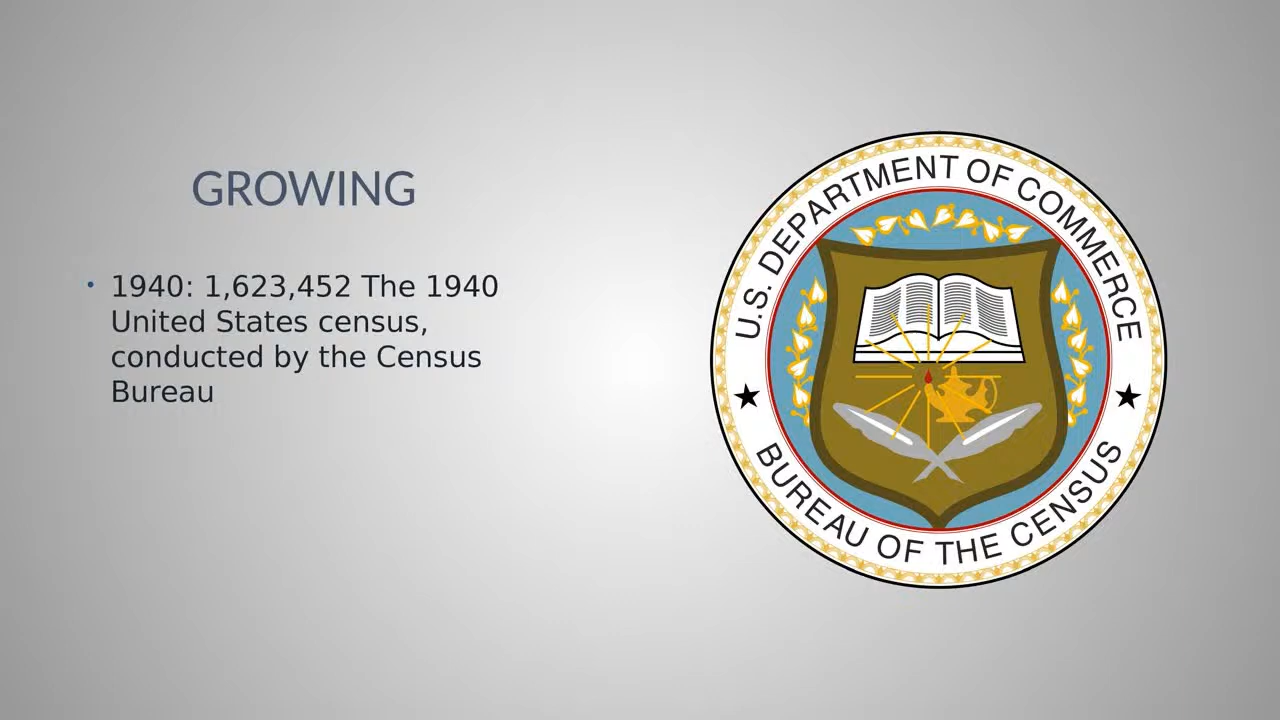 GROWING
• 1940: 1,623,452 The 1940
United States census,
conducted by the Census
Bureau
U.S. DEPARTMENT OF COMMERCE
BUREAU OF THE CENSUS